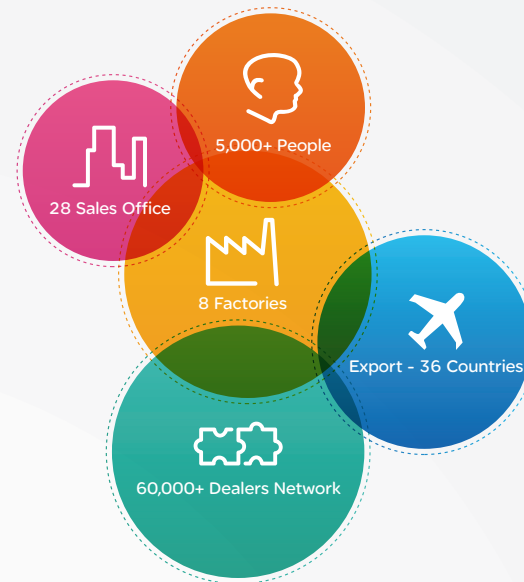 5,000+ People
28 Sales Office
8 Factories
Export - 36 Countries
60,000+ Dealers Network